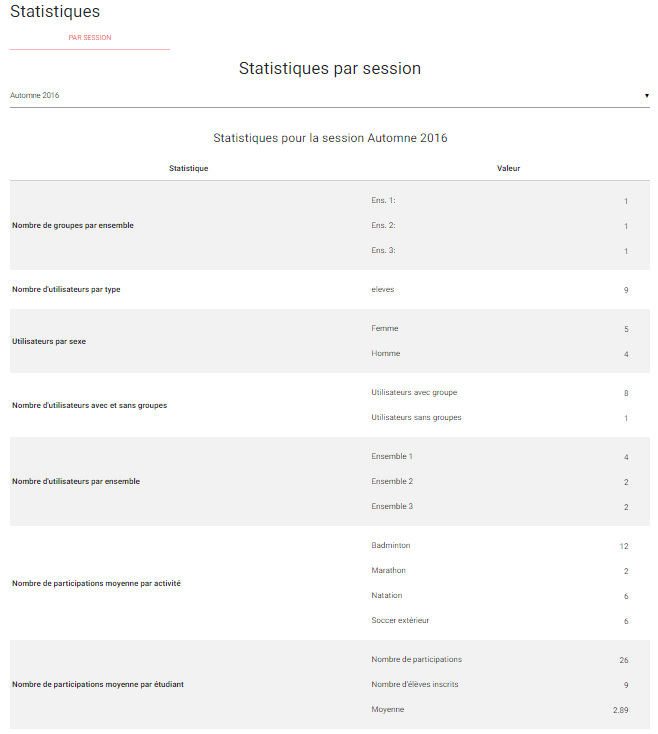 Statistiques
PAR SESSION
Statistiques par session
Automne 2016
Statistiques pour la session Automne 2016
Statistique Valeur
Nombre de groupes par ensemble
Ens. 1: 1
Ens. 2: 1
Ens. 3: 1
Nombre d'utilisateurs par type
eleves 9
Utilisateurs par sexe
Femme 5
Homme 4
Nombre d'utilisateurs avec et sans groupes
Utilisateurs avec groupe 8
Utilisateurs sans groupes 1
Nombre d'utilisateurs par ensemble
Ensemble 1 4
Ensemble 2 2
Ensemble 3 2
Nombre de participations moyenne par activité
Badminton 12
Marathon 2
Natation 6
Soccer extérieur 6
Nombre de participations moyenne par étudiant
Nombre de participations 26
Nombre d'élèves inscrits 9
Moyenne 2.89